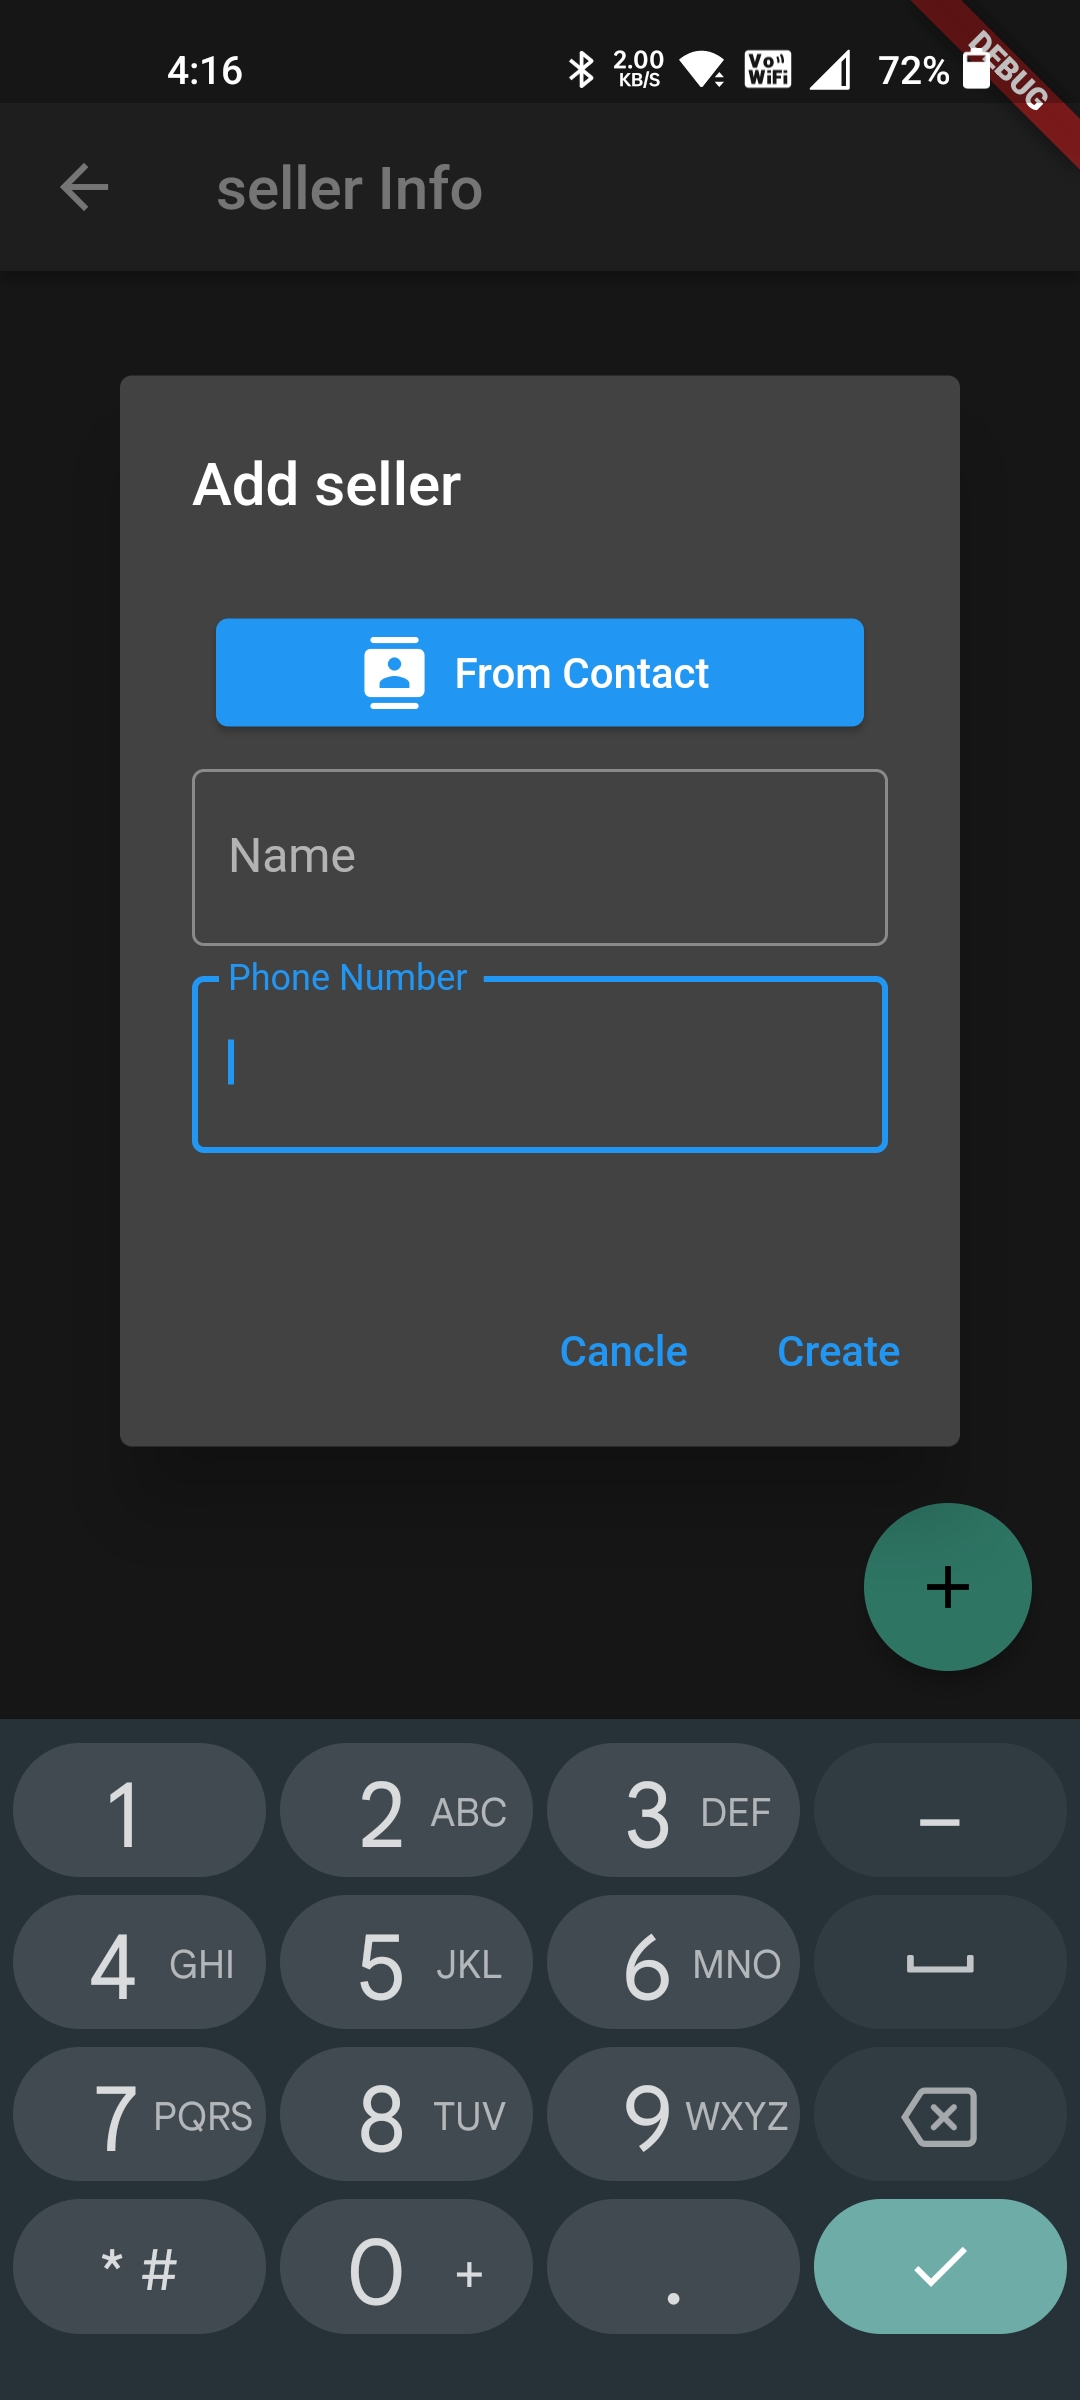 4:16 2.00 KB/S Vo WiFi 72% DEBUG
seller Info
Add seller
From Contact
Name
Phone Number
Cancle Create
+
1 2 ABC 3 DEF –
4 GHI 5 JKL 6 MNO
7 PQRS 8 TUV 9 WXYZ
* # 0 + .